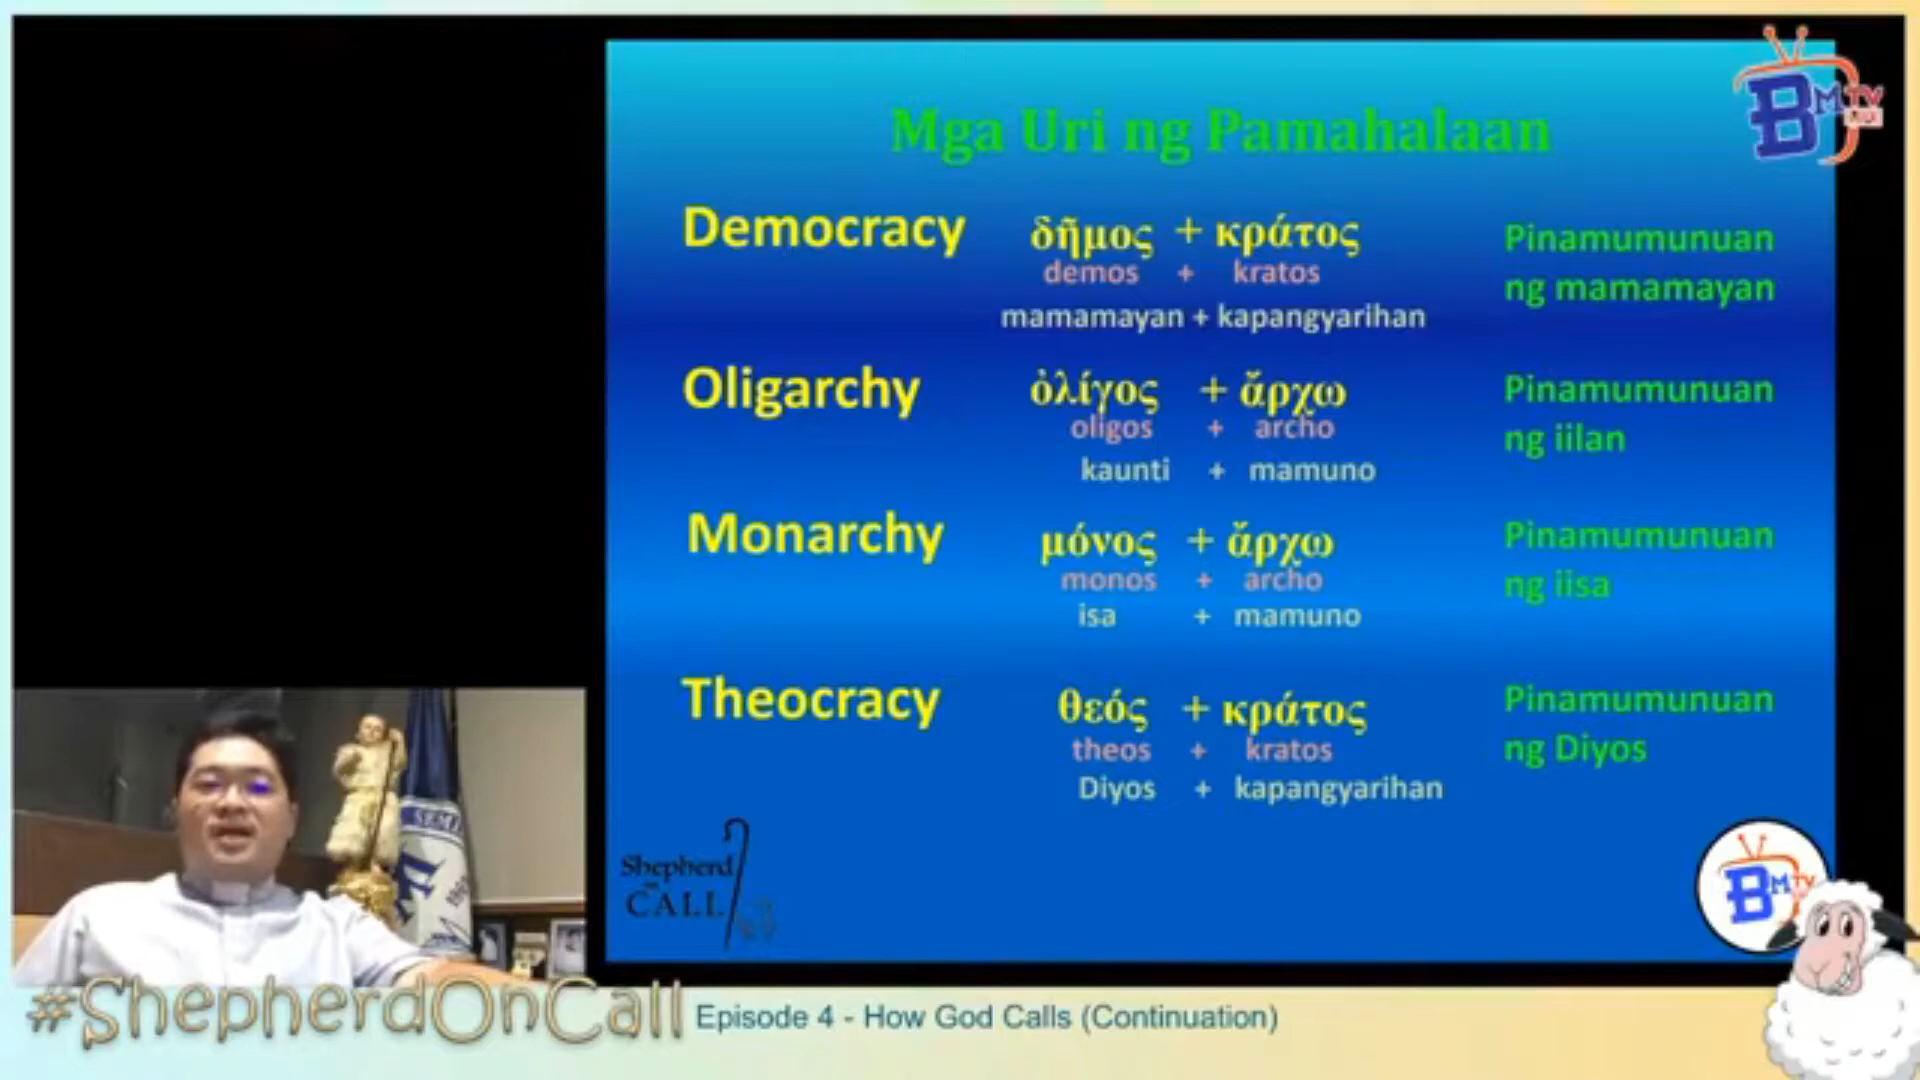 Mga Uri ng Pamahalaan
BMTV
Democracy
δῆμος + κράτος
demos + kratos
mamamayan + kapangyarihan
Pinamumunuan
ng mamamayan
Oligarchy
ὀλίγος + ἄρχω
oligos + archo
kaunti + mamuno
Pinamumunuan
ng iilan
Monarchy
μόνος + ἄρχω
monos + archo
isa + mamuno
Pinamumunuan
ng iisa
Theocracy
θεός + κράτος
theos + kratos
Diyos + kapangyarihan
Pinamumunuan
ng Diyos
Shepherd
CALL
BMTV
#ShepherdOnCall
Episode 4 - How God Calls (Continuation)